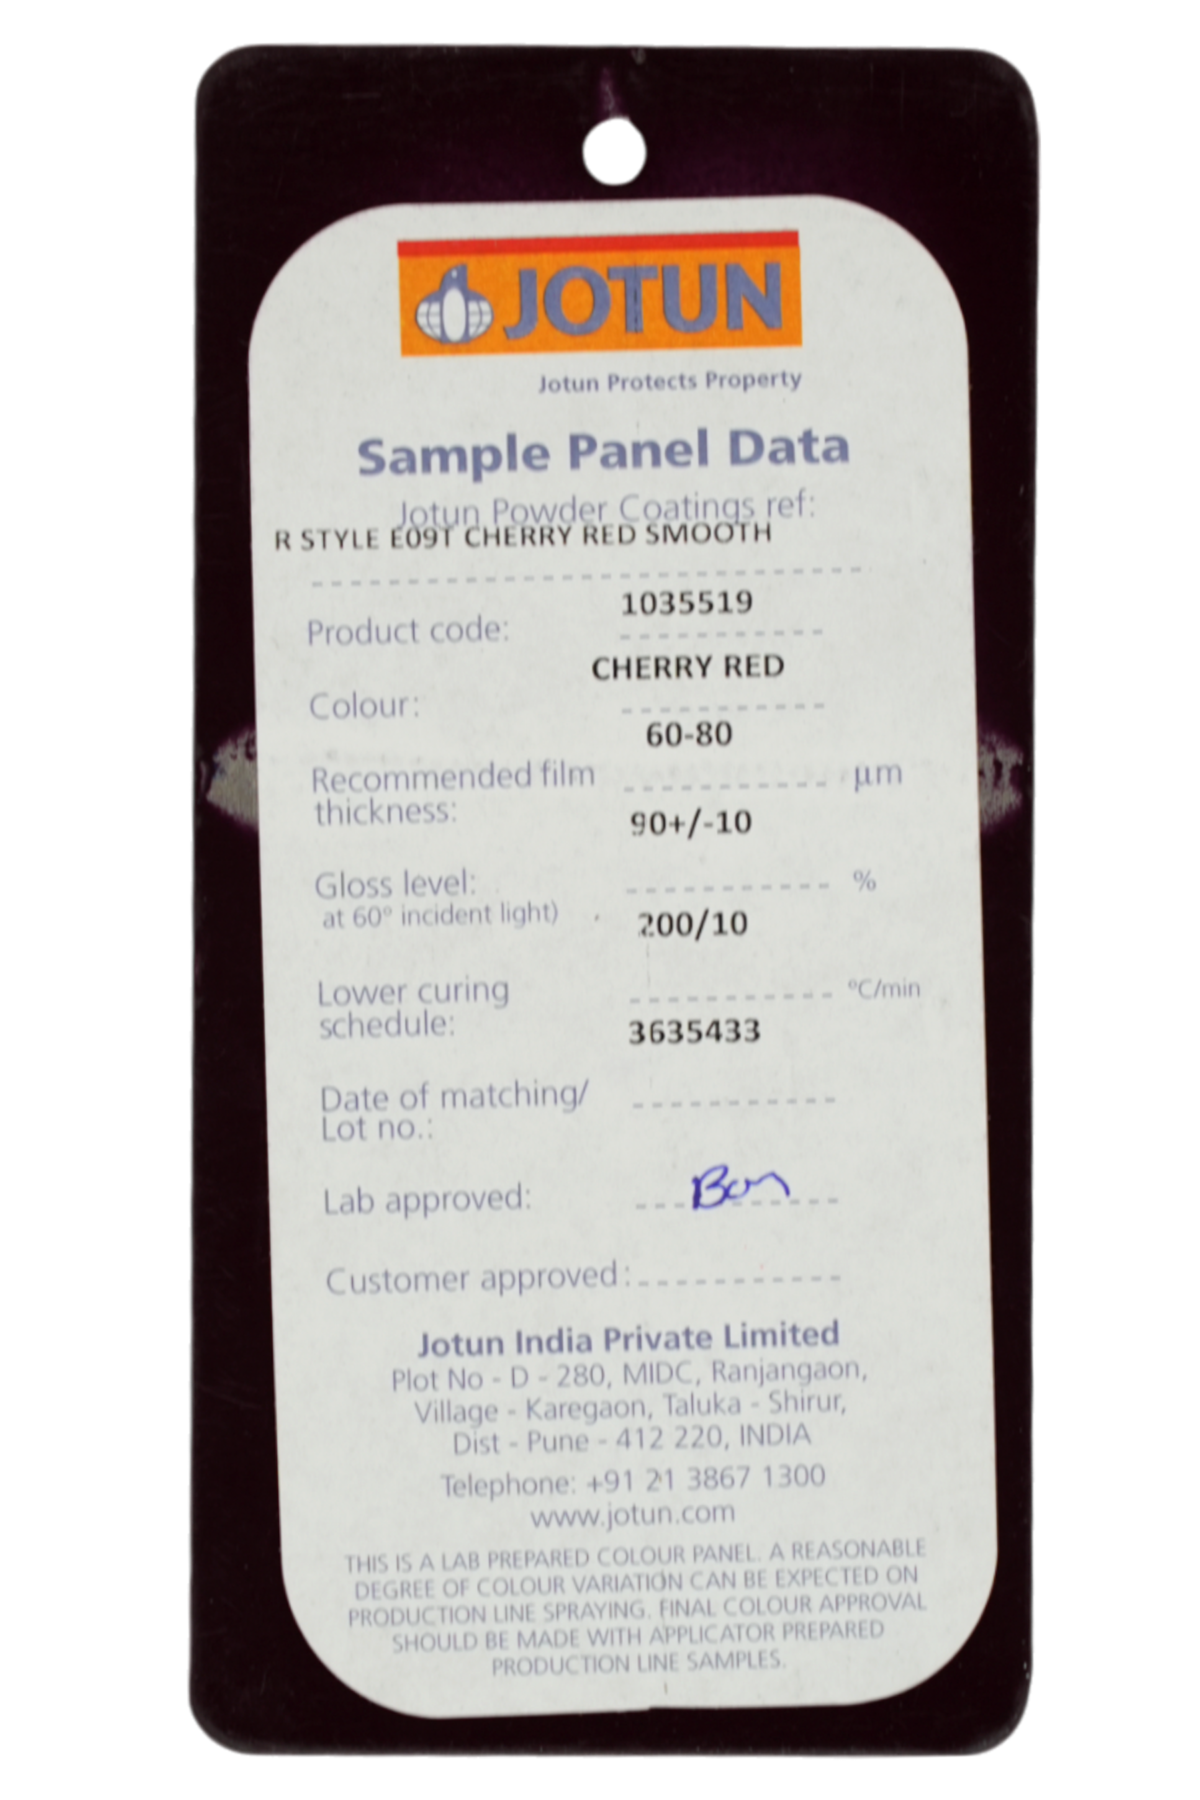 JOTUN
Jotun Protects Property
Sample Panel Data
Jotun Powder Coatings ref:
R STYLE E09T CHERRY RED SMOOTH
Product code: 1035519
Colour: CHERRY RED
Recommended film thickness: 60-80 µm
Gloss level: 90+/-10 %
at 60° incident light)
Lower curing schedule: 200/10 °C/min
Date of matching/ Lot no.: 3635433
Lab approved:
Customer approved:
Jotun India Private Limited
Plot No - D - 280, MIDC, Ranjangaon,
Village - Karegaon, Taluka - Shirur,
Dist - Pune - 412 220, INDIA
Telephone: +91 21 3867 1300
www.jotun.com
THIS IS A LAB PREPARED COLOUR PANEL. A REASONABLE
DEGREE OF COLOUR VARIATION CAN BE EXPECTED ON
PRODUCTION LINE SPRAYING. FINAL COLOUR APPROVAL
SHOULD BE MADE WITH APPLICATOR PREPARED
PRODUCTION LINE SAMPLES.